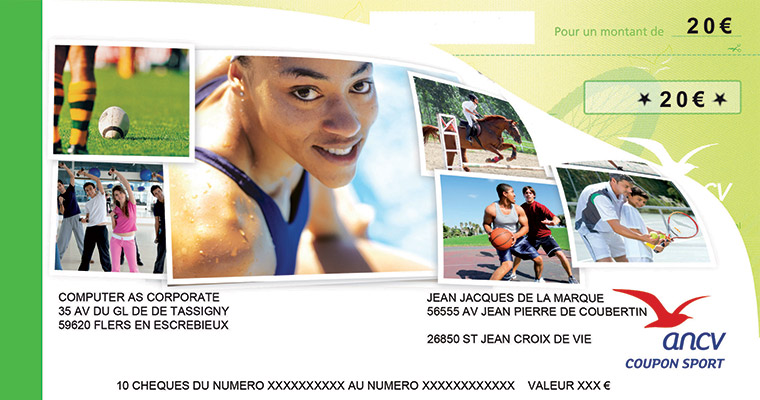 Pour un montant de 20€
★ 20€ ★
ancv
COMPUTER AS CORPORATE
35 AV DU GL DE DE TASSIGNY
59620 FLERS EN ESCREBIEUX
JEAN JACQUES DE LA MARQUE
56555 AV JEAN PIERRE DE COUBERTIN
26850 ST JEAN CROIX DE VIE
ancv
COUPON SPORT
10 CHEQUES DU NUMERO XXXXXXXXXX AU NUMERO XXXXXXXXXXXX VALEUR XXX €